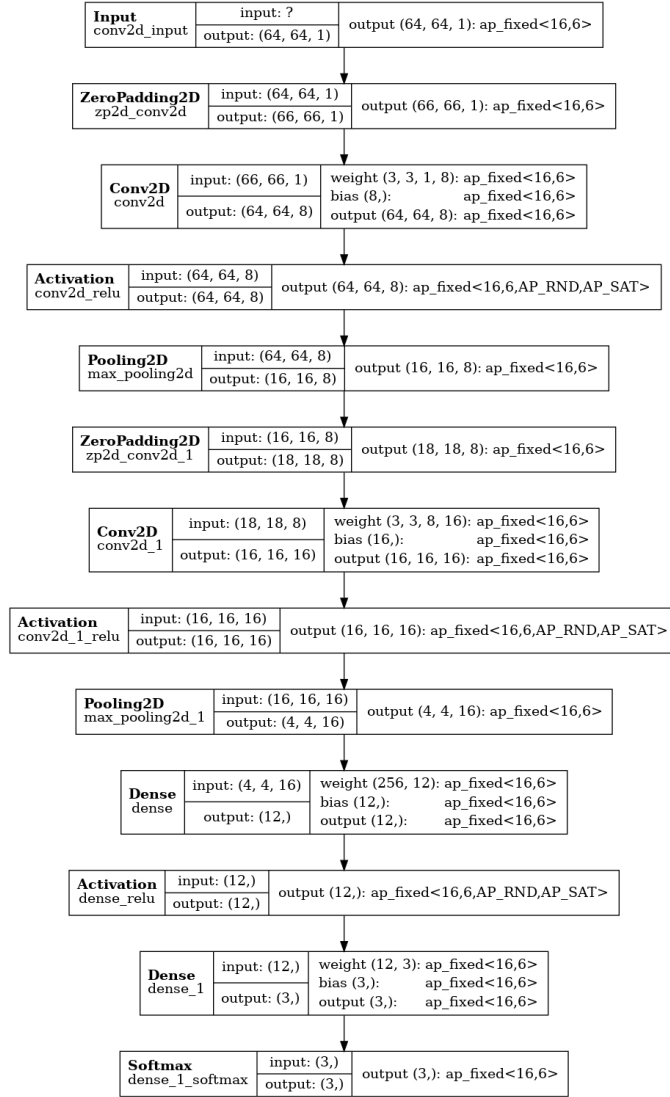 Input
conv2d_input
input: ?
output: (64, 64, 1)
output (64, 64, 1): ap_fixed<16,6>
ZeroPadding2D
zp2d_conv2d
input: (64, 64, 1)
output: (66, 66, 1)
output (66, 66, 1): ap_fixed<16,6>
Conv2D
conv2d
input: (66, 66, 1)
output: (64, 64, 8)
weight (3, 3, 1, 8): ap_fixed<16,6>
bias (8,): ap_fixed<16,6>
output (64, 64, 8): ap_fixed<16,6>
Activation
conv2d_relu
input: (64, 64, 8)
output: (64, 64, 8)
output (64, 64, 8): ap_fixed<16,6,AP_RND,AP_SAT>
Pooling2D
max_pooling2d
input: (64, 64, 8)
output: (16, 16, 8)
output (16, 16, 8): ap_fixed<16,6>
ZeroPadding2D
zp2d_conv2d_1
input: (16, 16, 8)
output: (18, 18, 8)
output (18, 18, 8): ap_fixed<16,6>
Conv2D
conv2d_1
input: (18, 18, 8)
output: (16, 16, 16)
weight (3, 3, 8, 16): ap_fixed<16,6>
bias (16,): ap_fixed<16,6>
output (16, 16, 16): ap_fixed<16,6>
Activation
conv2d_1_relu
input: (16, 16, 16)
output: (16, 16, 16)
output (16, 16, 16): ap_fixed<16,6,AP_RND,AP_SAT>
Pooling2D
max_pooling2d_1
input: (16, 16, 16)
output: (4, 4, 16)
output (4, 4, 16): ap_fixed<16,6>
Dense
dense
input: (4, 4, 16)
output: (12,)
weight (256, 12): ap_fixed<16,6>
bias (12,): ap_fixed<16,6>
output (12,): ap_fixed<16,6>
Activation
dense_relu
input: (12,)
output: (12,)
output (12,): ap_fixed<16,6,AP_RND,AP_SAT>
Dense
dense_1
input: (12,)
output: (3,)
weight (12, 3): ap_fixed<16,6>
bias (3,): ap_fixed<16,6>
output (3,): ap_fixed<16,6>
Softmax
dense_1_softmax
input: (3,)
output: (3,)
output (3,): ap_fixed<16,6>